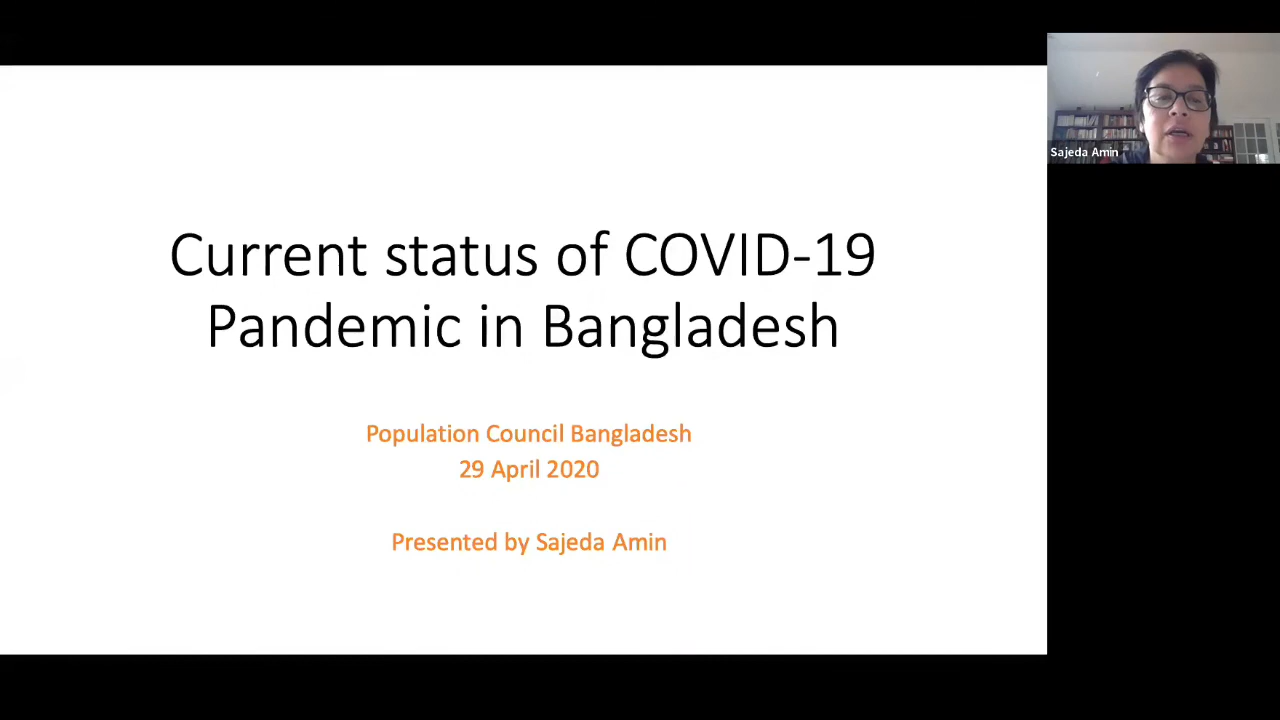 Current status of COVID-19
Pandemic in Bangladesh
Population Council Bangladesh
29 April 2020
Presented by Sajeda Amin
Sajeda Amin